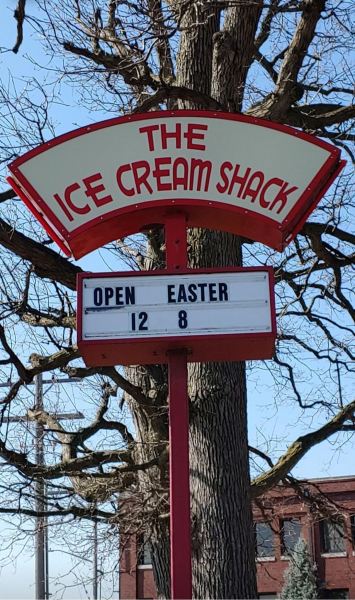 THE
ICE CREAM SHACK
OPEN EASTER
12 8